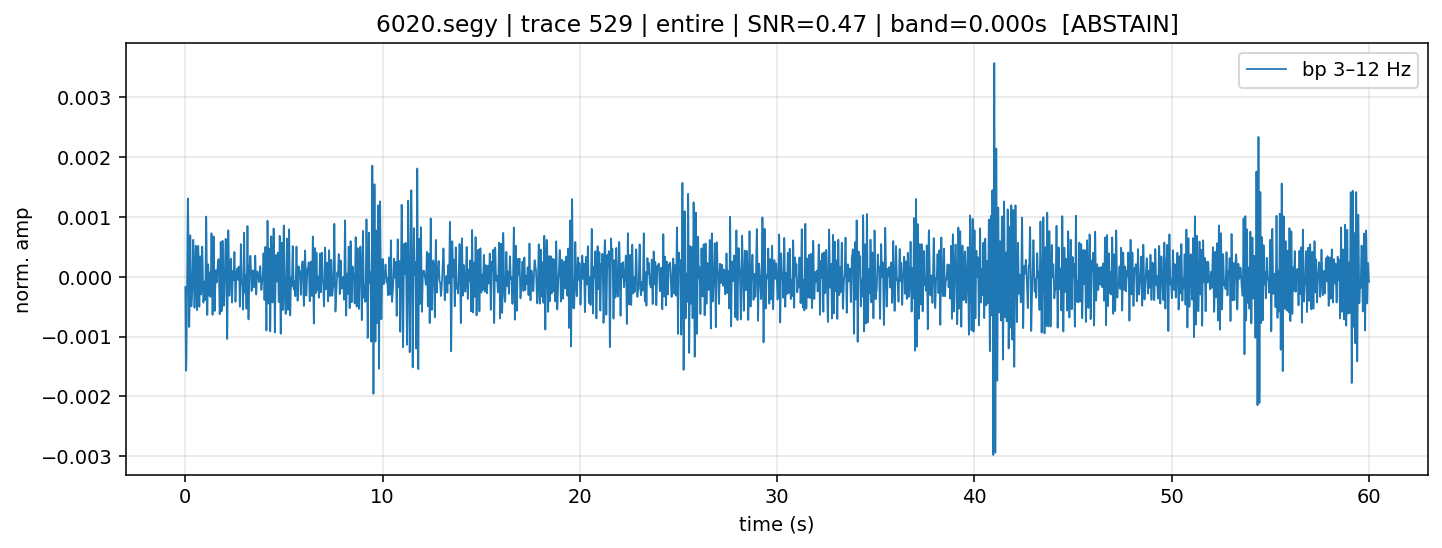 6020.segy | trace 529 | entire | SNR=0.47 | band=0.000s  [ABSTAIN]
bp 3–12 Hz
norm. amp
0.003
0.002
0.001
0.000
−0.001
−0.002
−0.003
0 10 20 30 40 50 60
time (s)